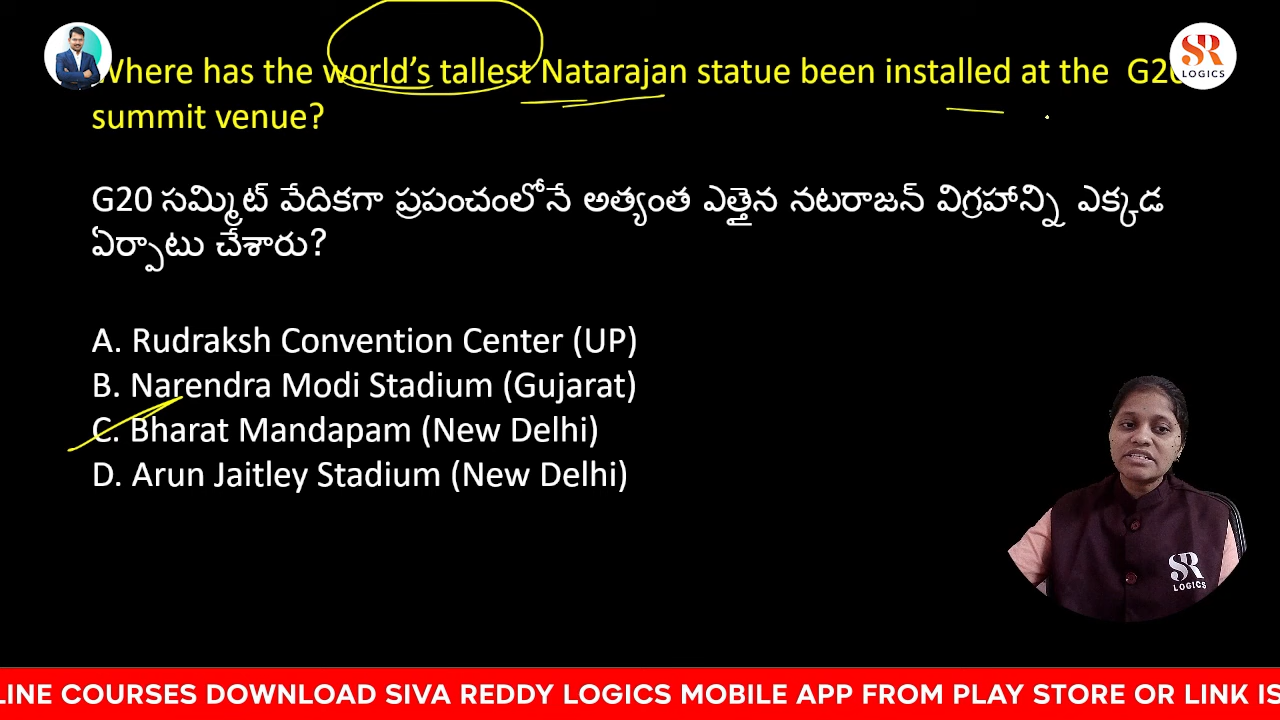 Where has the world's tallest Natarajan statue been installed at the G20
summit venue?
G20 సమ్మిట్ వేదికగా ప్రపంచంలోనే అత్యంత ఎత్తైన నటరాజన్ విగ్రహాన్ని ఎక్కడ
ఏర్పాటు చేశారు?
A. Rudraksh Convention Center (UP)
B. Narendra Modi Stadium (Gujarat)
C. Bharat Mandapam (New Delhi)
D. Arun Jaitley Stadium (New Delhi)
SR
LOGICS
SR
LOGICS
LINE COURSES DOWNLOAD SIVA REDDY LOGICS MOBILE APP FROM PLAY STORE OR LINK IS